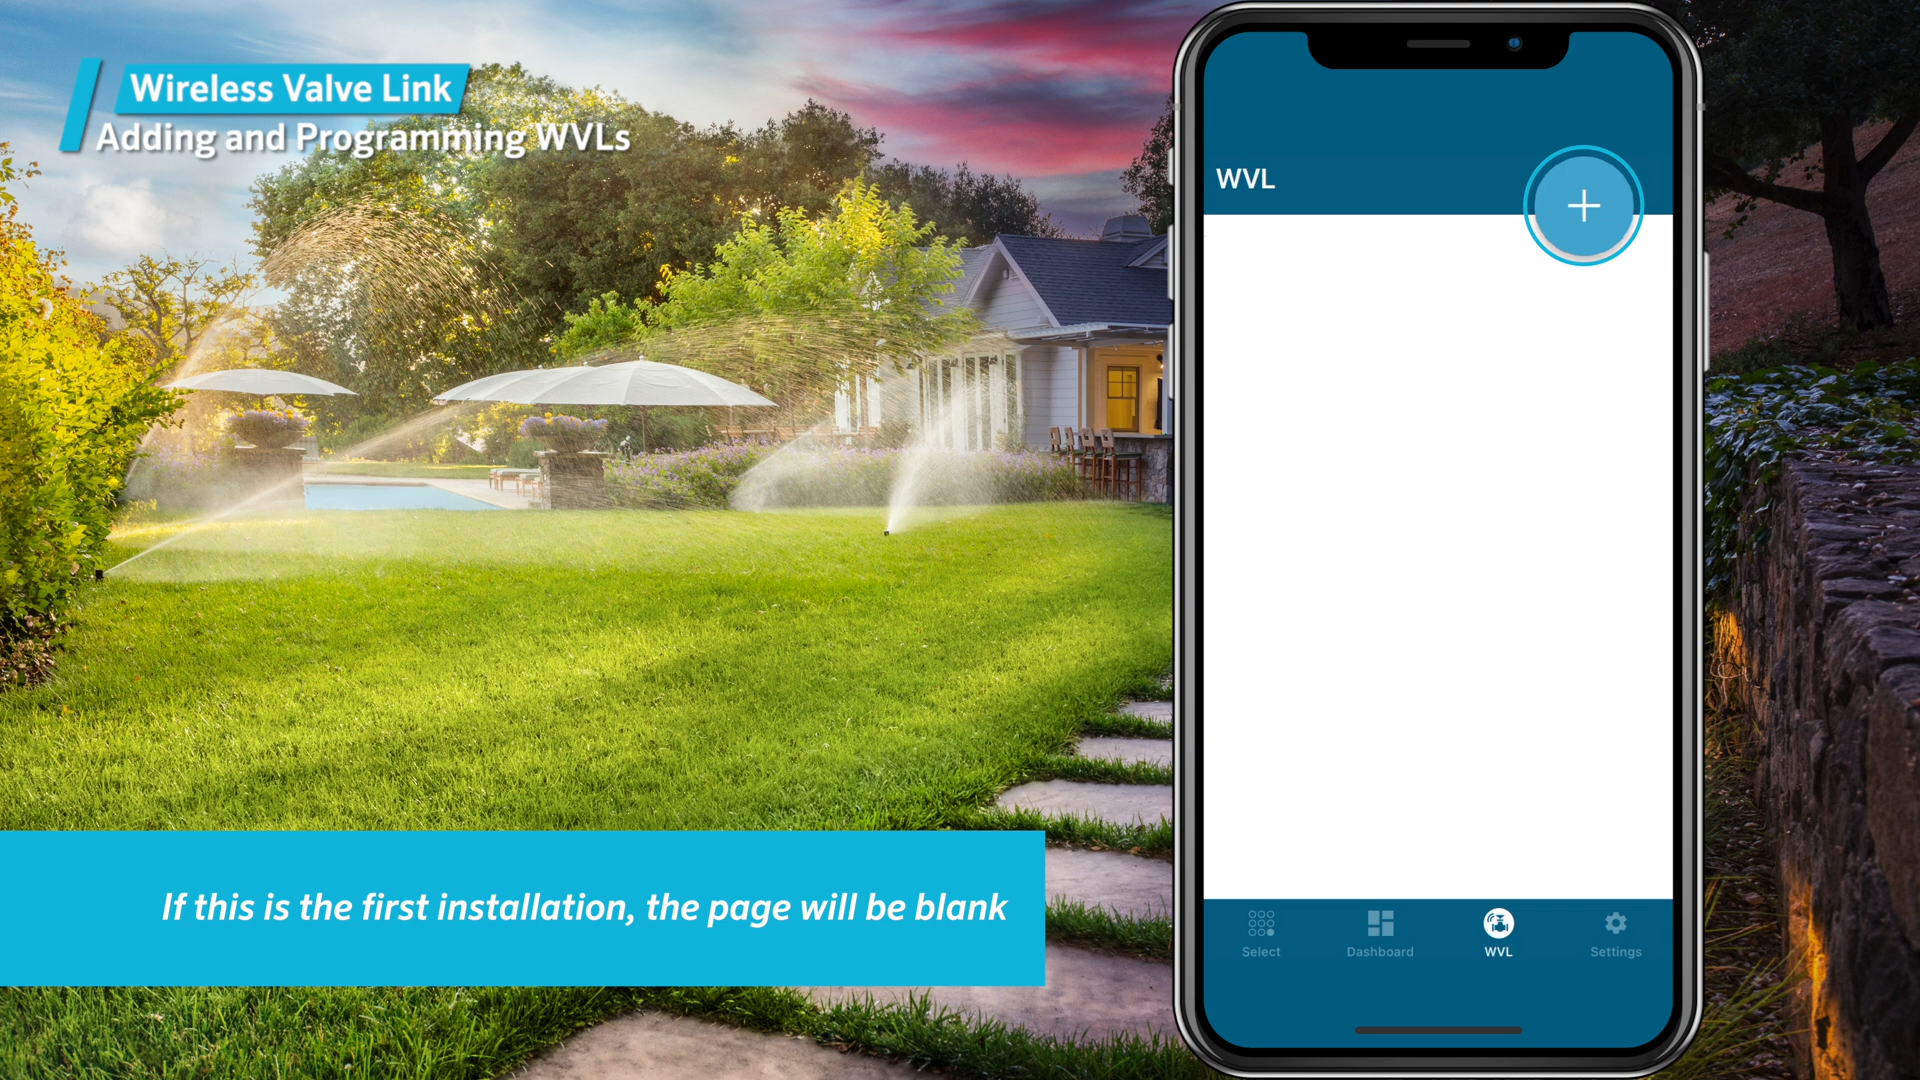 Wireless Valve Link
Adding and Programming WVLs
WVL
If this is the first installation, the page will be blank
Select
Dashboard
WVL
Settings